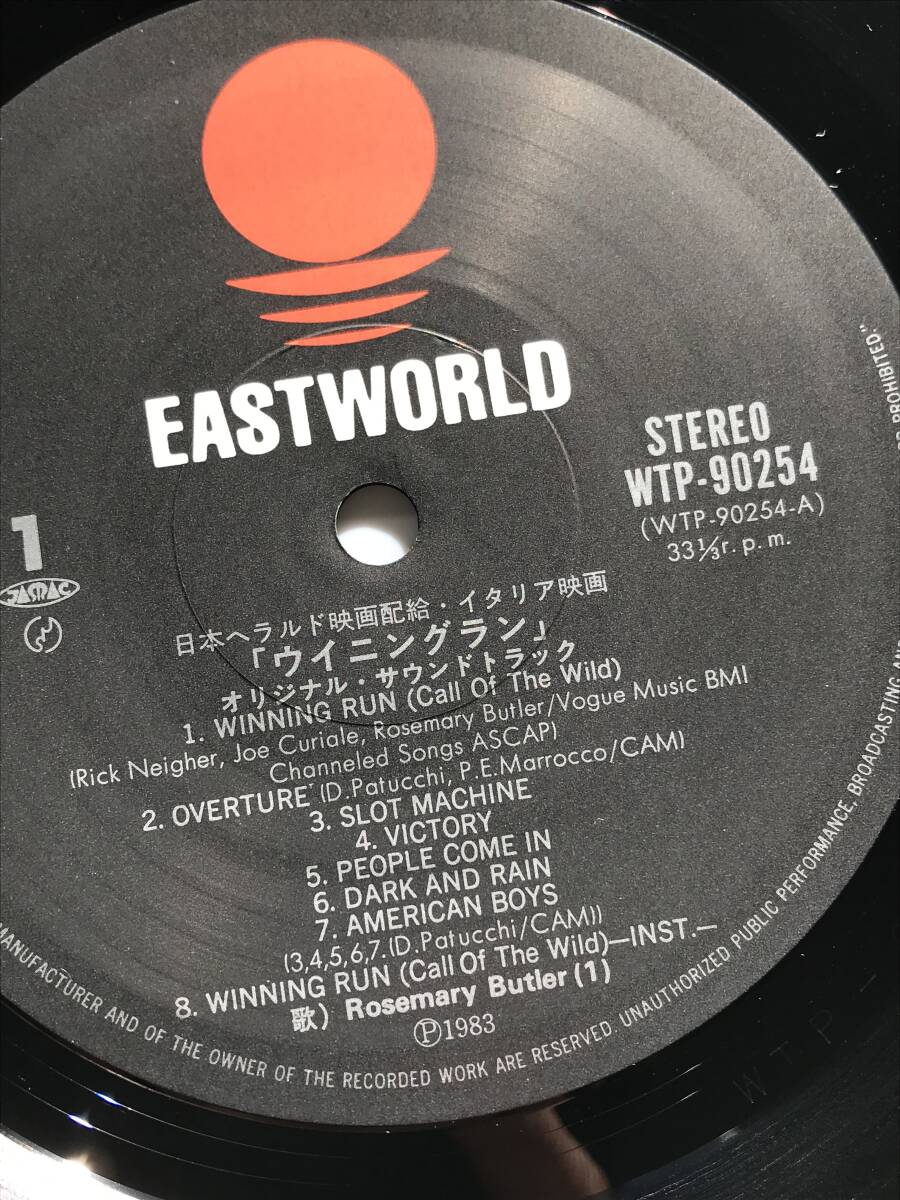 EASTWORLD
STEREO
WTP-90254
(WTP-90254-A)
33⅓r.p.m.
1
JASRAC
日本ヘラルド映画配給・イタリア映画
「ウイニングラン」
オリジナル・サウンドトラック
1. WINNING RUN (Call Of The Wild)
(Rick Neigher, Joe Curiale, Rosemary Butler/Vogue Music BMI
Channeled Songs ASCAP)
2. OVERTURE (D.Patucchi, P.E.Marrocco/CAM)
3. SLOT MACHINE
4. VICTORY
5. PEOPLE COME IN
6. DARK AND RAIN
7. AMERICAN BOYS
(3,4,5,6,7.(D.Patucchi/CAM))
8. WINNING RUN (Call Of The Wild)—INST.—
歌) Rosemary Butler (1)
Ⓟ1983
MANUFACTURER AND OF THE OWNER OF THE RECORDED WORK ARE RESERVED. UNAUTHORIZED PUBLIC PERFORMANCE, BROADCASTING AND
PROHIBITED."
WTP-